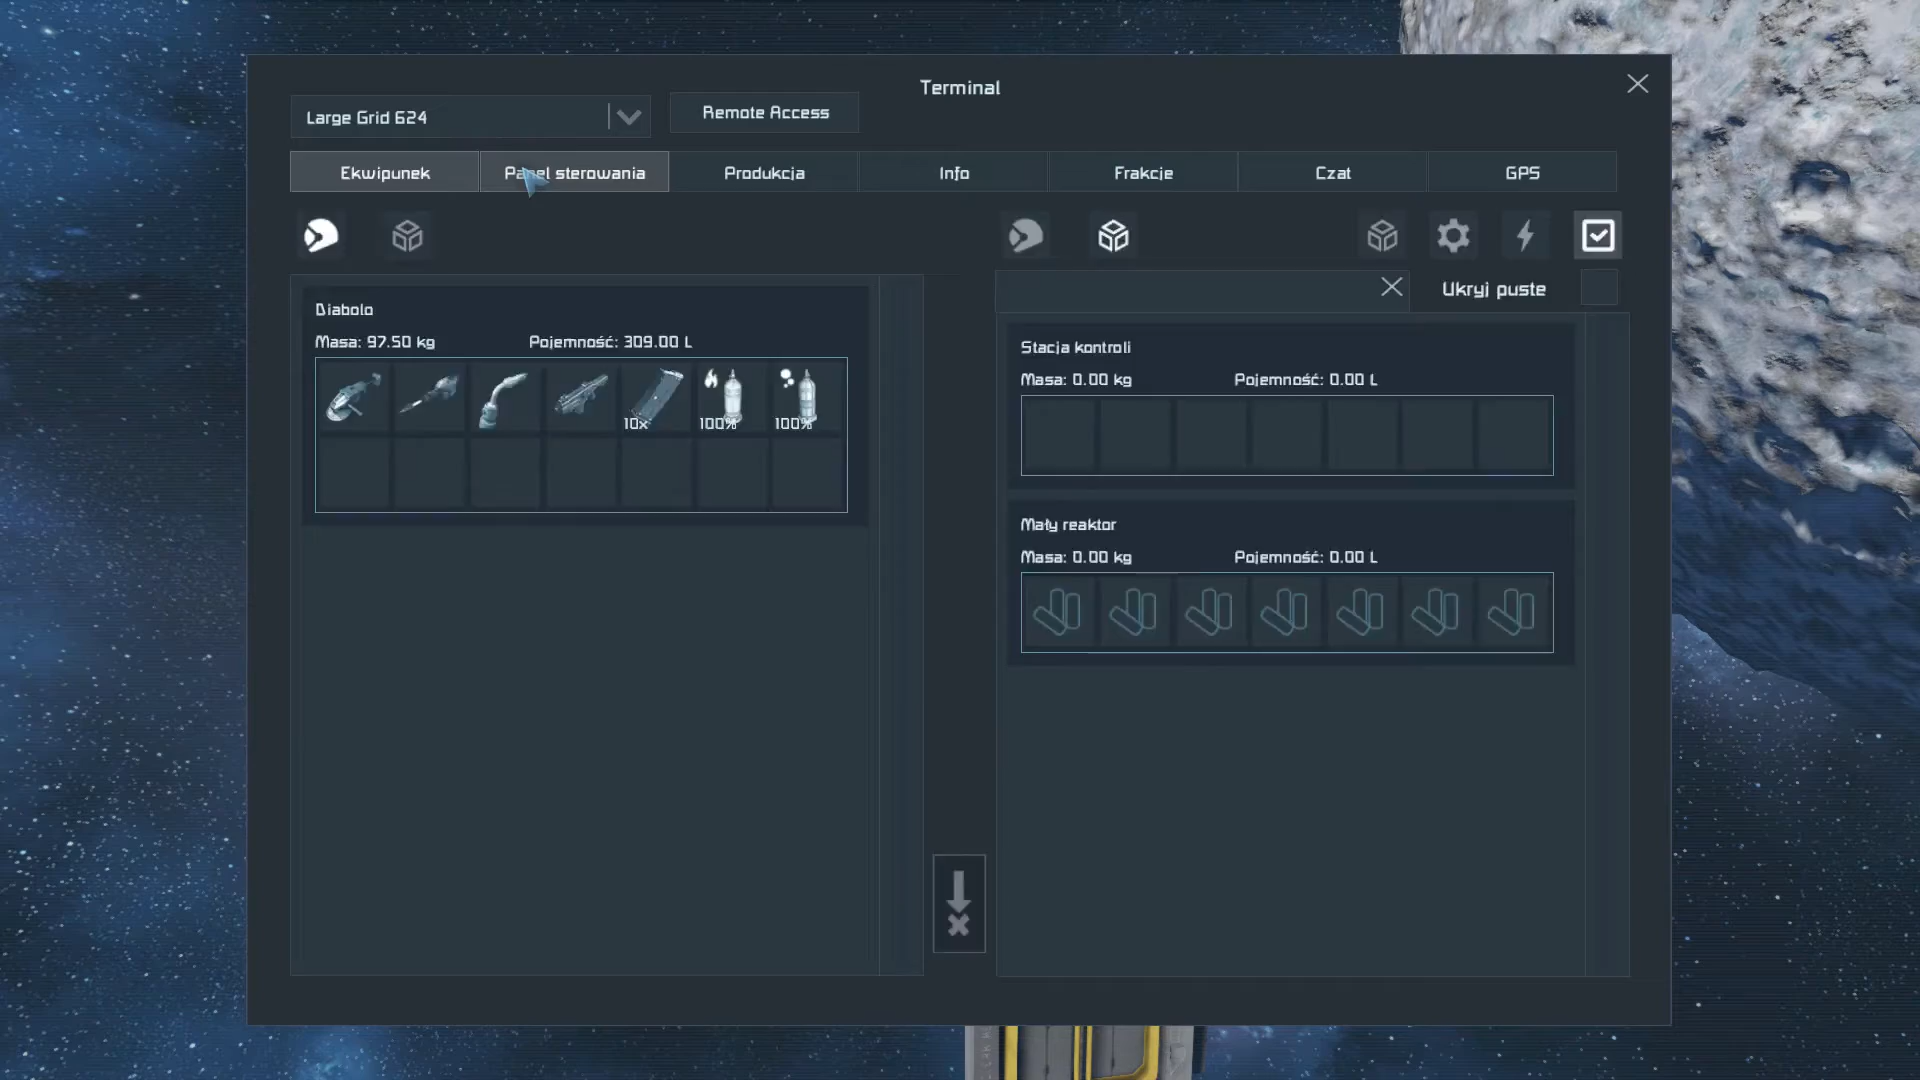 Terminal
Large Grid 624
Remote Access
Ekwipunek
Panel sterowania
Produkcja
Info
Frakcje
Czat
GPS
Ukryj puste
Diabolo
Masa: 97.50 kg
Pojemność: 309.00 L
10x
100%
100%
Stacja kontroli
Masa: 0.00 kg
Pojemność: 0.00 L
Mały reaktor
Masa: 0.00 kg
Pojemność: 0.00 L